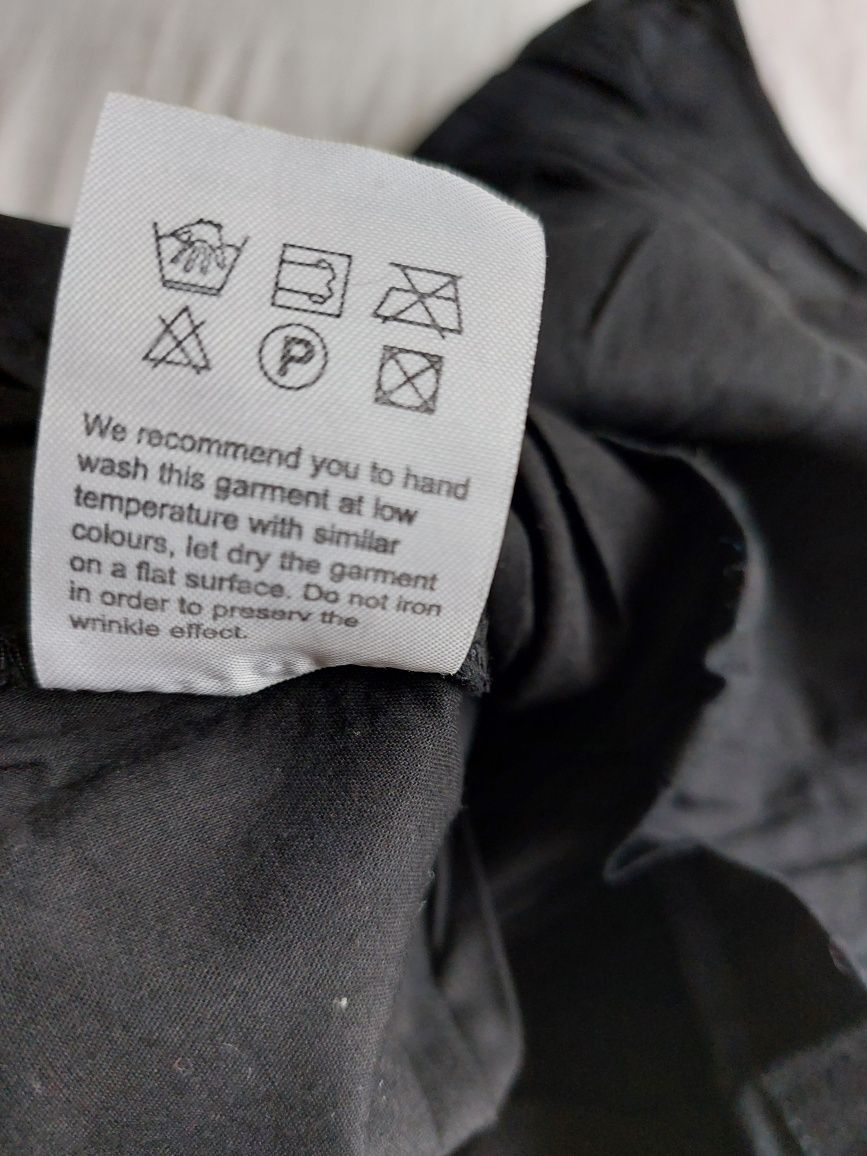 P
We recommend you to hand
wash this garment at low
temperature with similar
colours, let dry the garment
on a flat surface. Do not iron
in order to preserv the
wrinkle effect.